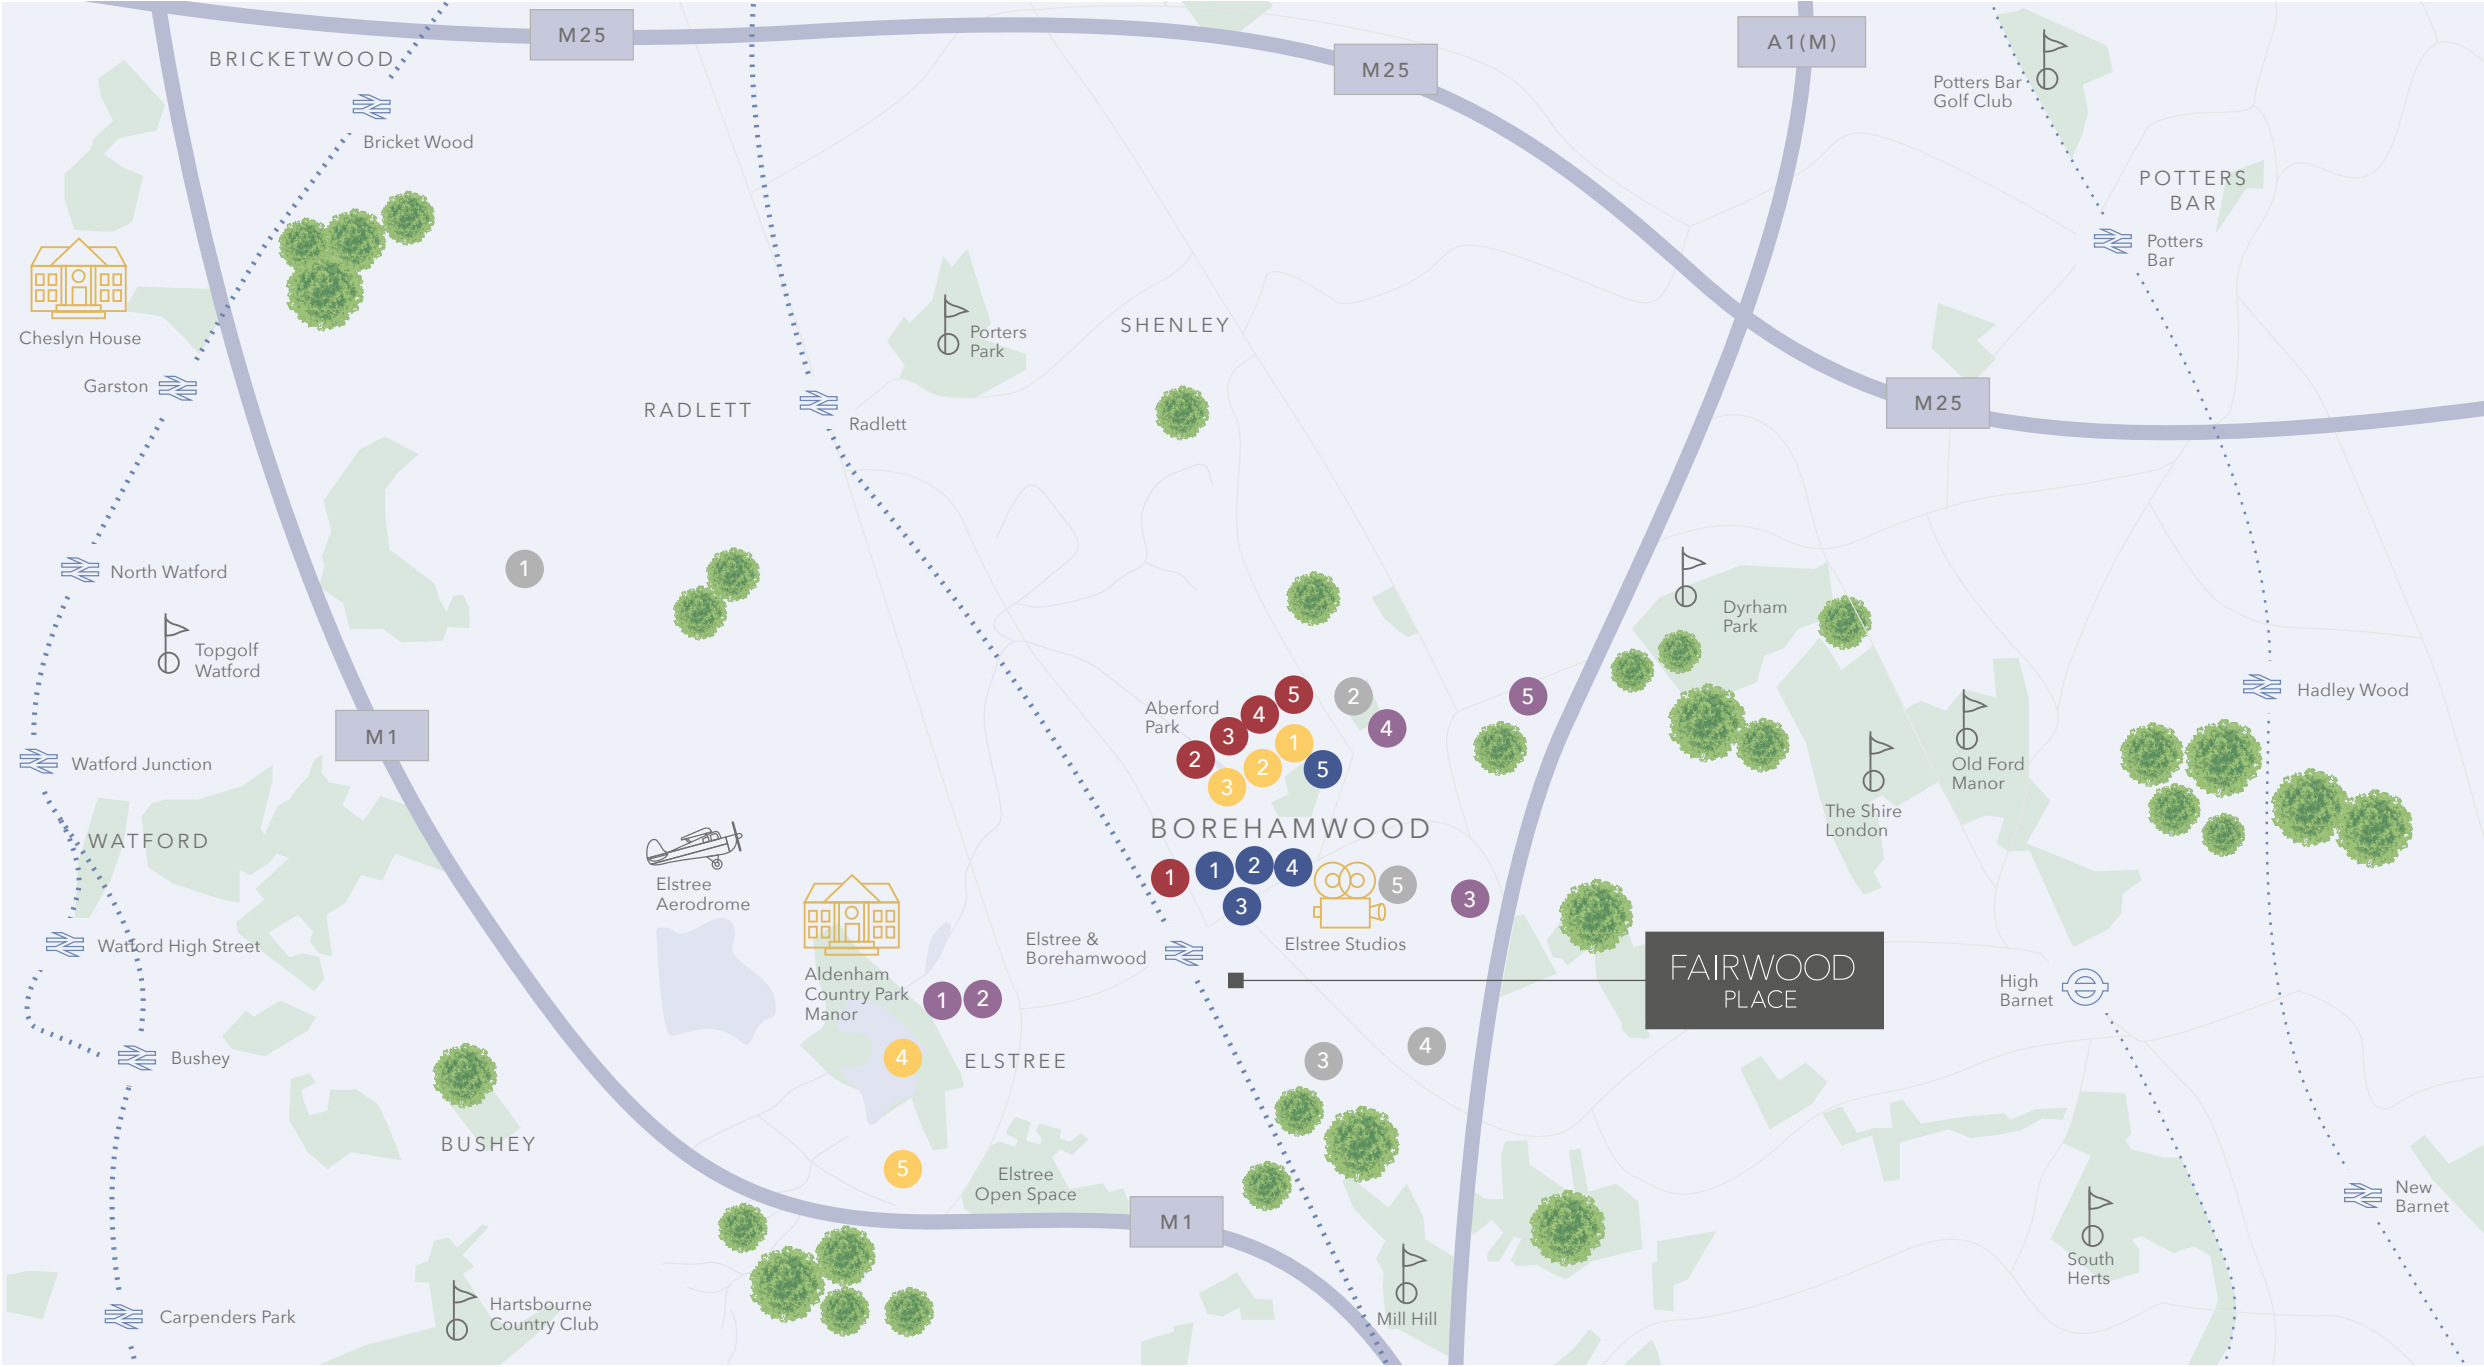 M25
A1(M)
BRICKETWOOD
M25
Potters Bar
Golf Club
Bricket Wood
POTTERS
BAR
Potters
Bar
Cheslyn House
Porters
Park
SHENLEY
Garston
RADLETT
Radlett
M25
North Watford
1
Dyrham
Park
Topgolf
Watford
Hadley Wood
Aberford
Park
5
4
3
2
2
4
5
1
2
3
5
M1
Watford Junction
Old Ford
Manor
The Shire
London
WATFORD
BOREHAMWOOD
Elstree
Aerodrome
1
1
2
4
3
5
3
Elstree Studios
Watford High Street
Elstree &
Borehamwood
FAIRWOOD
PLACE
Aldenham
Country Park
Manor
1
2
High
Barnet
Bushey
4
ELSTREE
3
4
BUSHEY
5
Elstree
Open Space
M1
New
Barnet
South
Herts
Hartsbourne
Country Club
Carpenders Park
Mill Hill